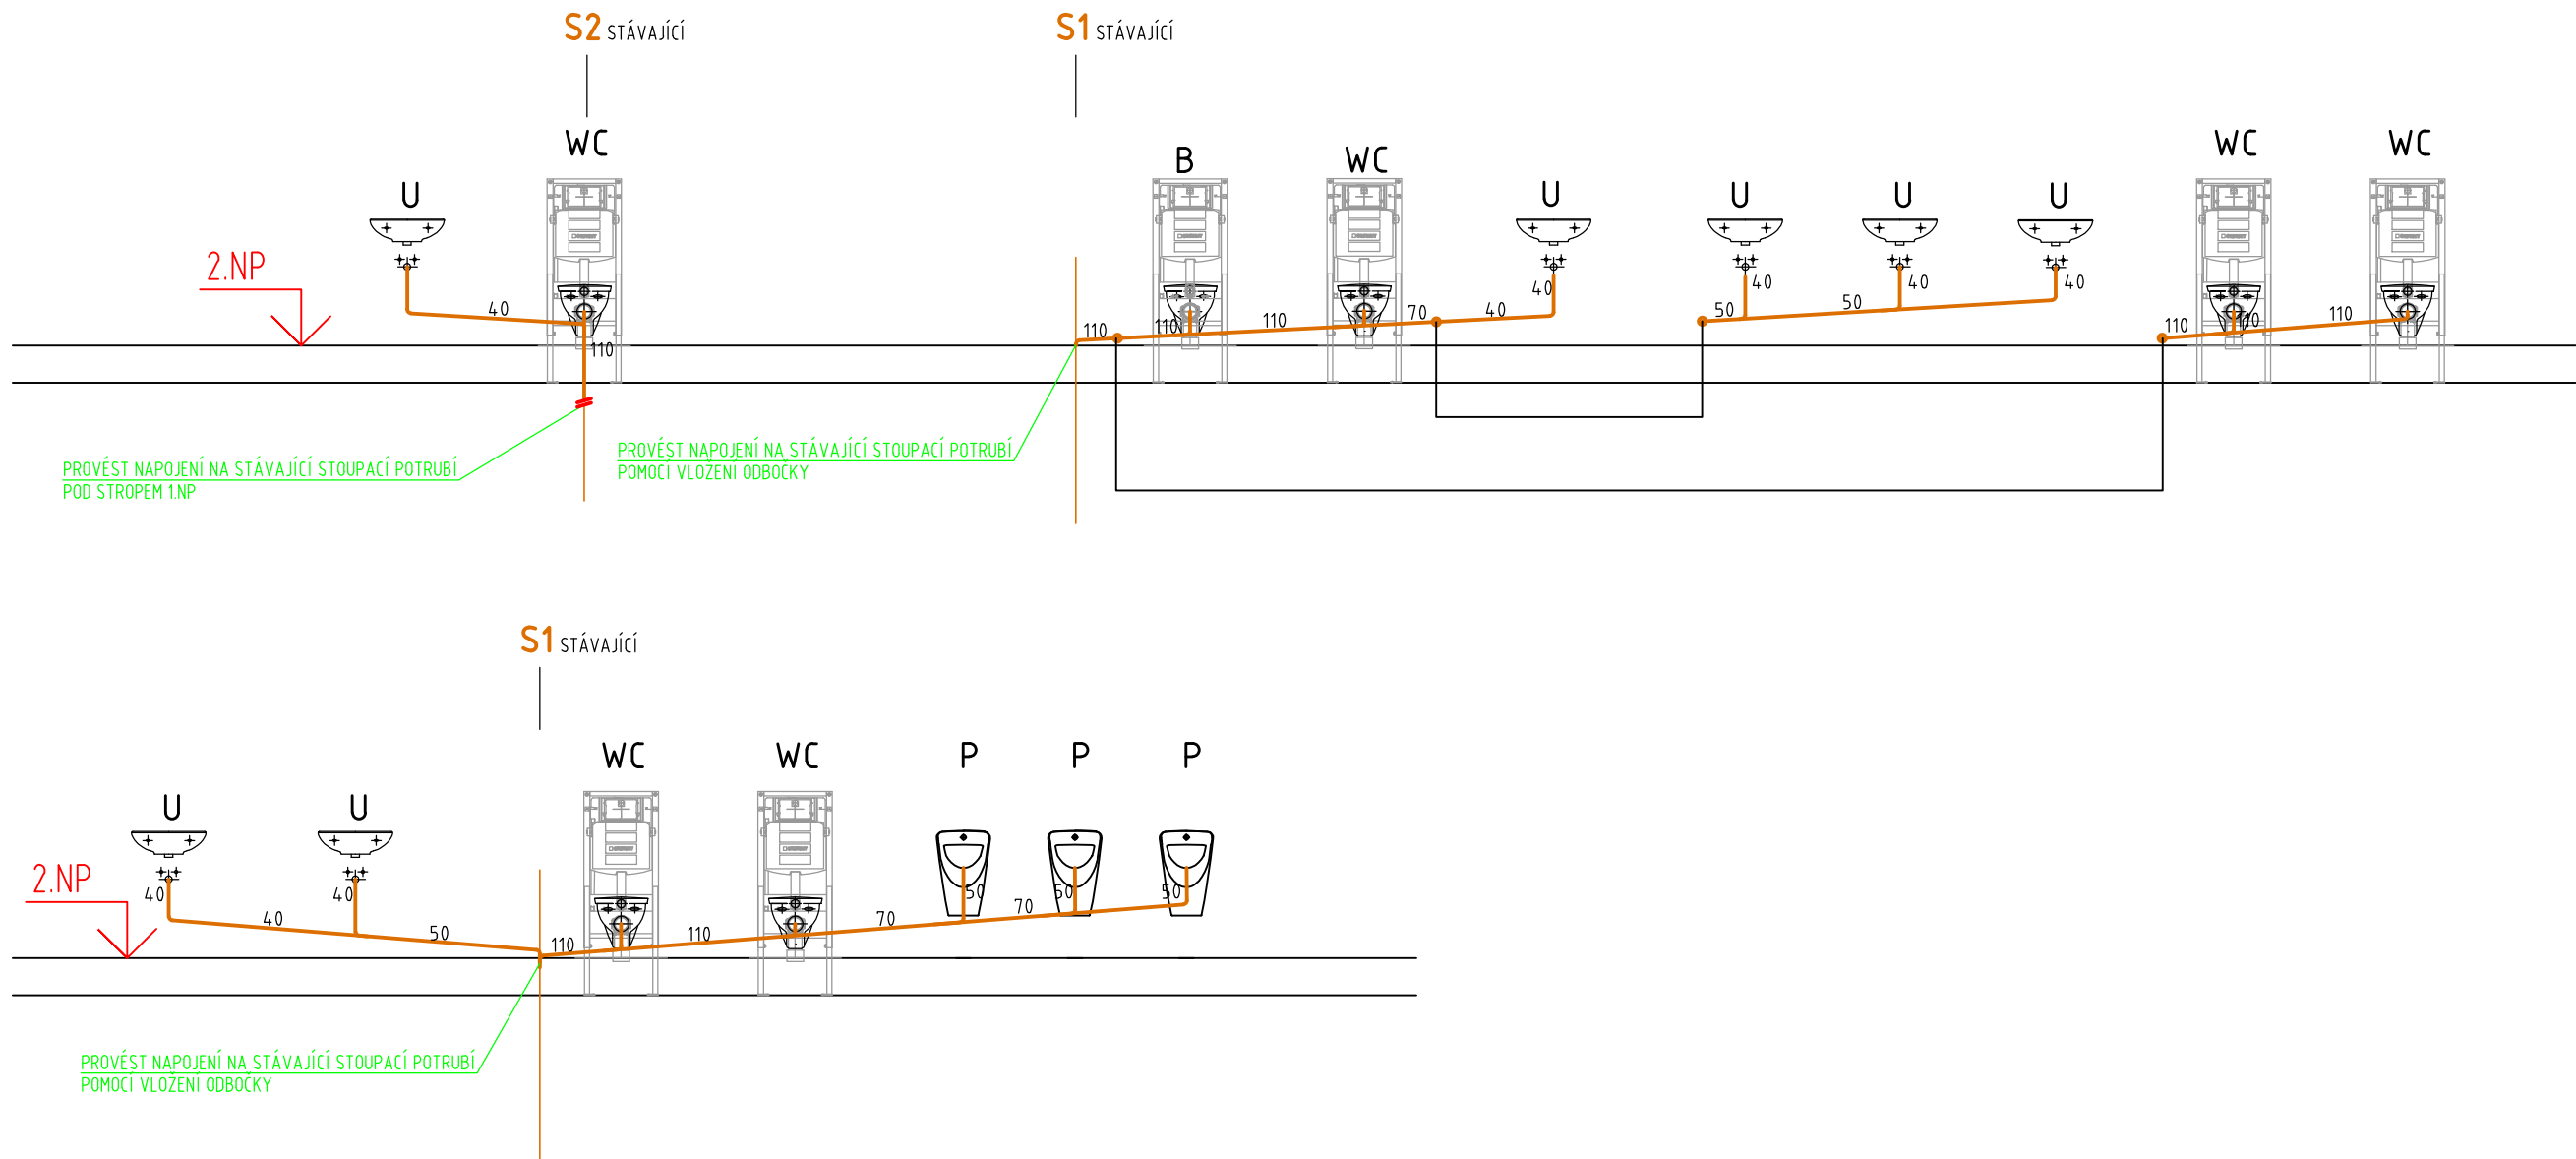 S2 STÁVAJÍCÍ
S1 STÁVAJÍCÍ
WC
B
WC
WC
WC
U
U
U
U
U
2.NP
40
110
110
110
110
70
40
40
50
40
50
40
40
110
110
110
PROVÉST NAPOJENÍ NA STÁVAJÍCÍ STOUPACÍ POTRUBÍ
POD STROPEM 1.NP
PROVÉST NAPOJENÍ NA STÁVAJÍCÍ STOUPACÍ POTRUBÍ
POMOCÍ VLOŽENÍ ODBOČKY
S1 STÁVAJÍCÍ
WC
WC
P
P
P
U
U
2.NP
40
40
40
50
110
110
70
50
70
50
50
PROVÉST NAPOJENÍ NA STÁVAJÍCÍ STOUPACÍ POTRUBÍ
POMOCÍ VLOŽENÍ ODBOČKY